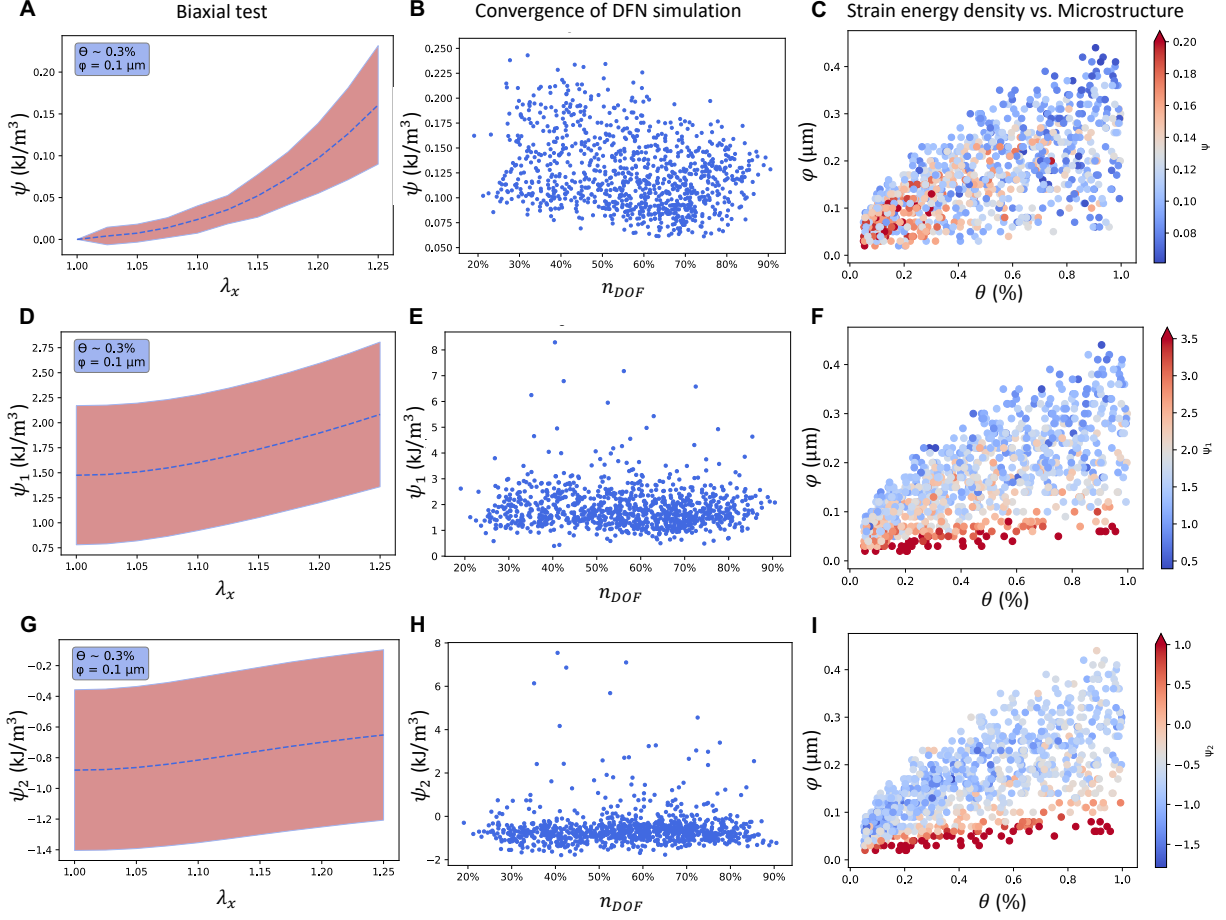 A Biaxial test
B Convergence of DFN simulation
C Strain energy density vs. Microstructure
ϴ ~ 0.3%
φ = 0.1 μm
ψ (kJ/m³)
0.20
0.15
0.10
0.05
0.00
1.00 1.05 1.10 1.15 1.20 1.25
λx
ψ (kJ/m³)
0.250
0.225
0.200
0.175
0.150
0.125
0.100
0.075
0.050
20% 30% 40% 50% 60% 70% 80% 90%
nDOF
φ (μm)
0.4
0.3
0.2
0.1
0.0
0.0 0.2 0.4 0.6 0.8 1.0
θ (%)
0.20
0.18
0.16
0.14
0.12
0.10
0.08
ψ
D
ϴ ~ 0.3%
φ = 0.1 μm
ψ₁ (kJ/m³)
2.75
2.50
2.25
2.00
1.75
1.50
1.25
1.00
0.75
1.00 1.05 1.10 1.15 1.20 1.25
λx
E
ψ₁ (kJ/m³)
8
7
6
5
4
3
2
1
0
20% 30% 40% 50% 60% 70% 80% 90%
nDOF
F
φ (μm)
0.4
0.3
0.2
0.1
0.0
0.0 0.2 0.4 0.6 0.8 1.0
θ (%)
3.5
3.0
2.5
2.0
1.5
1.0
0.5
ψ₁
G
ϴ ~ 0.3%
φ = 0.1 μm
ψ₂ (kJ/m³)
−0.2
−0.4
−0.6
−0.8
−1.0
−1.2
−1.4
1.00 1.05 1.10 1.15 1.20 1.25
λx
H
ψ₂ (kJ/m³)
8
6
4
2
0
−2
20% 30% 40% 50% 60% 70% 80% 90%
nDOF
I
φ (μm)
0.4
0.3
0.2
0.1
0.0
0.0 0.2 0.4 0.6 0.8 1.0
θ (%)
1.0
0.5
0.0
−0.5
−1.0
−1.5
ψ₂